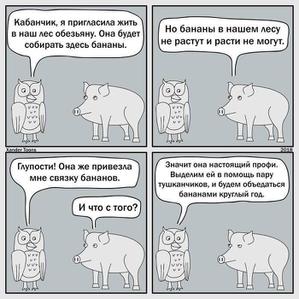 Кабанчик, я пригласила жить
в наш лес обезьяну. Она будет
собирать здесь бананы.
Но бананы в нашем лесу
не растут и расти не могут.
Xander Toons
2018
Глупости! Она же привезла
мне связку бананов.
И что с того?
Значит она настоящий профи.
Выделим ей в помощь пару
тушканчиков, и будем объедаться
бананами круглый год.